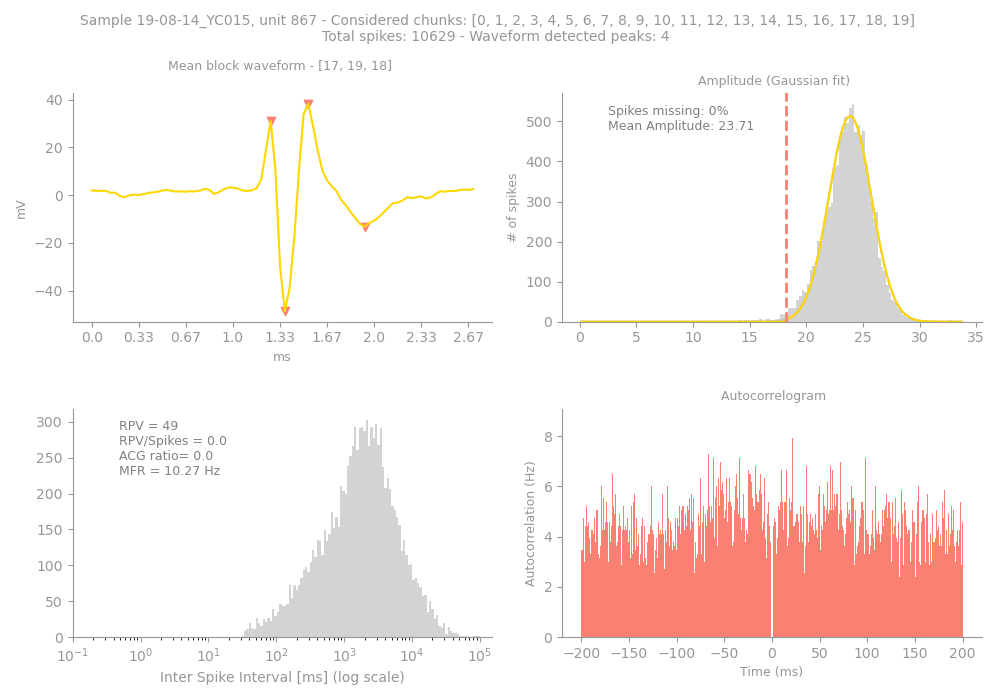 Sample 19-08-14_YC015, unit 867 - Considered chunks: [0, 1, 2, 3, 4, 5, 6, 7, 8, 9, 10, 11, 12, 13, 14, 15, 16, 17, 18, 19]
Total spikes: 10629 - Waveform detected peaks: 4
Mean block waveform - [17, 19, 18]
40
20
0
−20
−40
mV
0.0 0.33 0.67 1.0 1.33 1.67 2.0 2.33 2.67
ms
Amplitude (Gaussian fit)
Spikes missing: 0%
Mean Amplitude: 23.71
500
400
300
200
100
0
# of spikes
0 5 10 15 20 25 30 35
RPV = 49
RPV/Spikes = 0.0
ACG ratio= 0.0
MFR = 10.27 Hz
300
250
200
150
100
50
0
10⁻¹ 10⁰ 10¹ 10² 10³ 10⁴ 10⁵
Inter Spike Interval [ms] (log scale)
Autocorrelogram
8
6
4
2
0
Autocorrelation (Hz)
−200 −150 −100 −50 0 50 100 150 200
Time (ms)